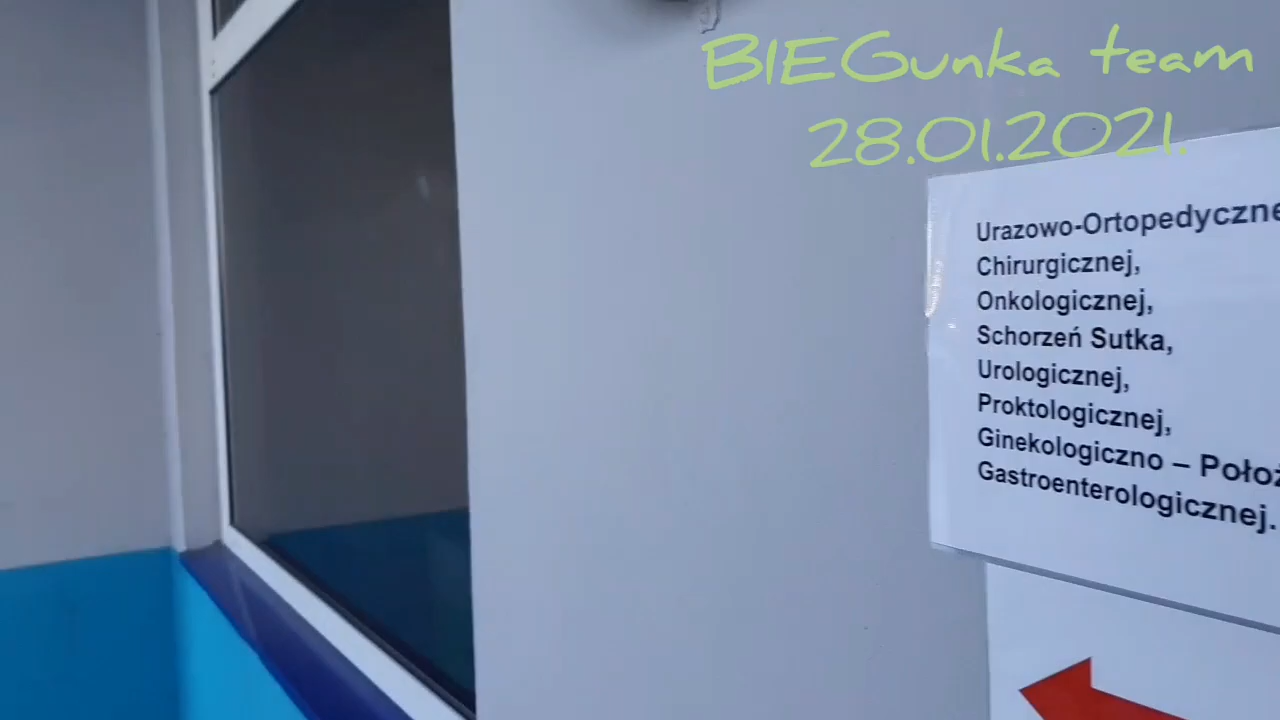 BIEGunka team
28.01.2021.
Urazowo-Ortopedyczne
Chirurgicznej,
Onkologicznej,
Schorzeń Sutka,
Urologicznej,
Proktologicznej,
Ginekologiczno –
Gastroenterologicznej.